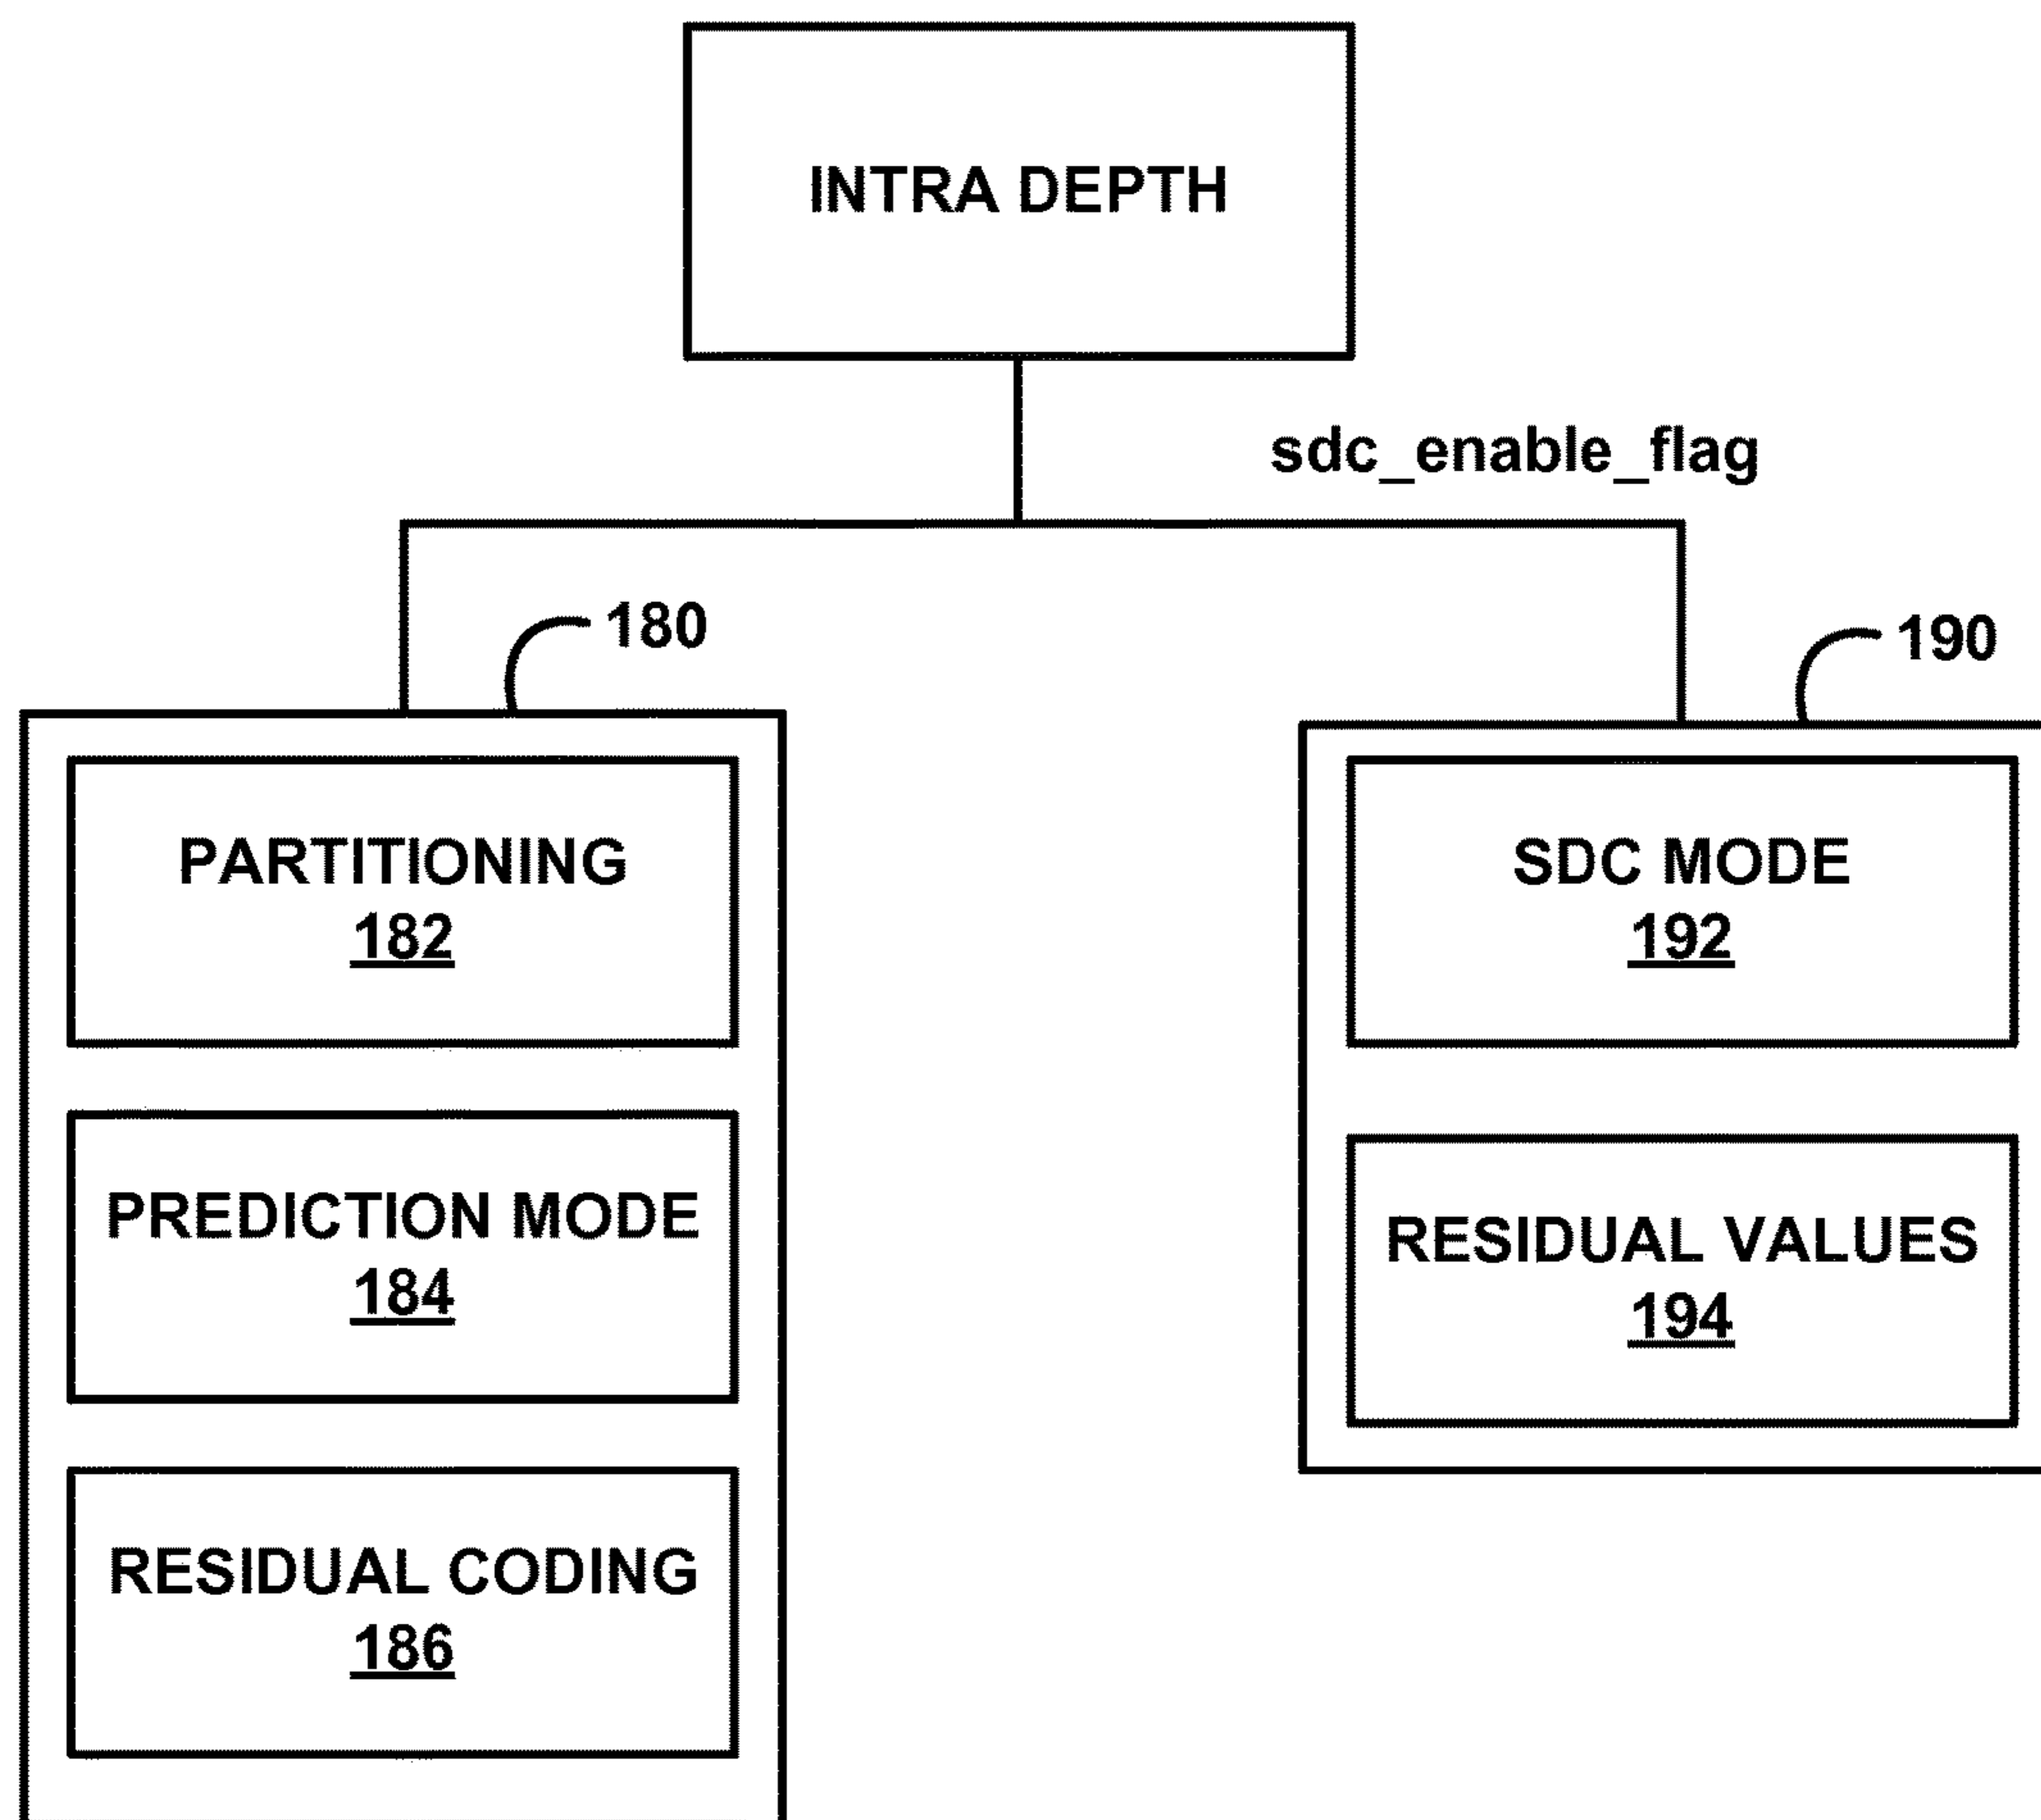 INTRA DEPTH
sdc_enable_flag
180
190
PARTITIONING
182
PREDICTION MODE
184
RESIDUAL CODING
186
SDC MODE
192
RESIDUAL VALUES
194